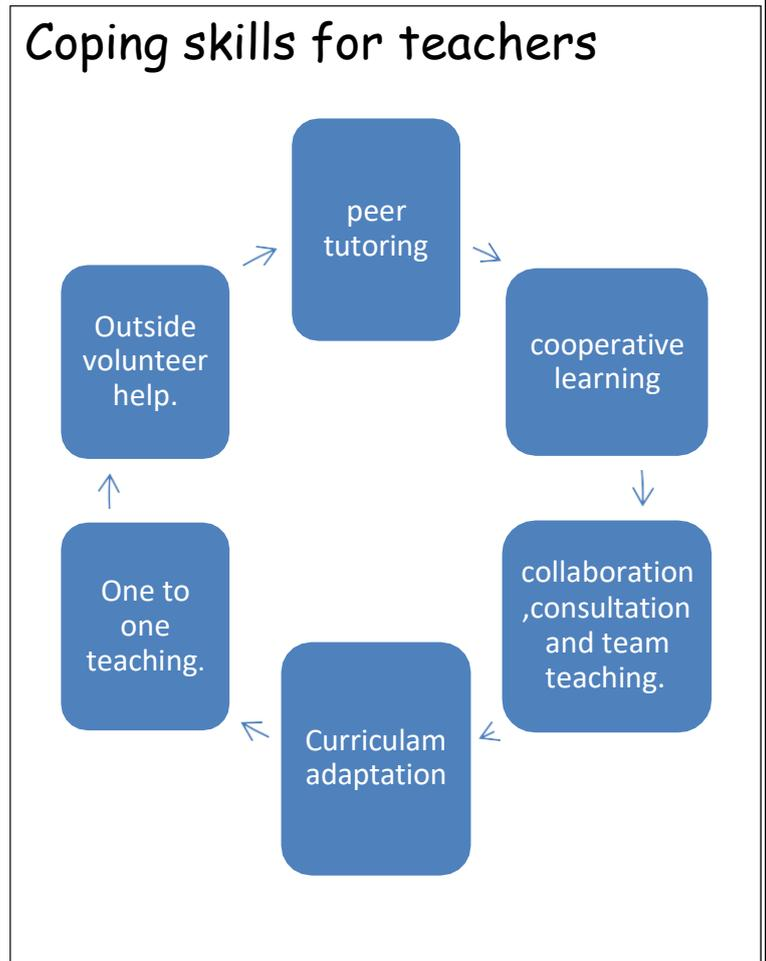 Coping skills for teachers
peer
tutoring
cooperative
learning
collaboration
,consultation
and team
teaching.
Curriculam
adaptation
One to
one
teaching.
Outside
volunteer
help.